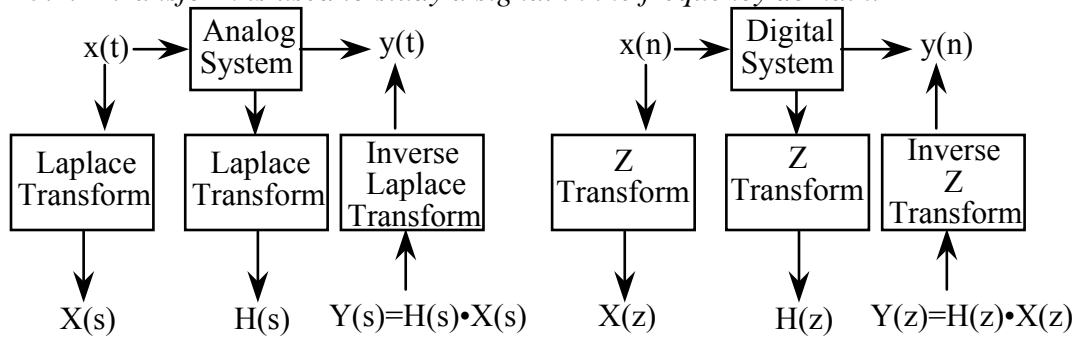 x(t)
Analog
System
y(t)
Laplace
Transform
Laplace
Transform
Inverse
Laplace
Transform
X(s)
H(s)
Y(s)=H(s)•X(s)
x(n)
Digital
System
y(n)
Z
Transform
Z
Transform
Inverse
Z
Transform
X(z)
H(z)
Y(z)=H(z)•X(z)